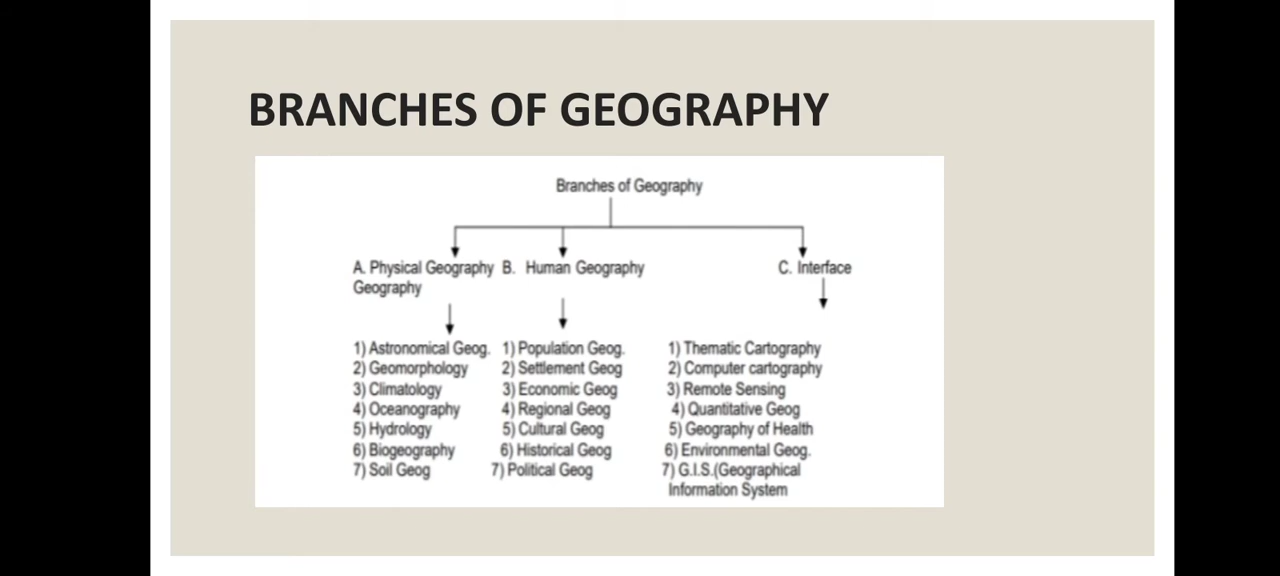 BRANCHES OF GEOGRAPHY
Branches of Geography
A. Physical Geography B. Human Geography C. Interface
Geography
1) Astronomical Geog. 1) Population Geog. 1) Thematic Cartography
2) Geomorphology 2) Settlement Geog 2) Computer cartography
3) Climatology 3) Economic Geog 3) Remote Sensing
4) Oceanography 4) Regional Geog 4) Quantitative Geog
5) Hydrology 5) Cultural Geog 5) Geography of Health
6) Biogeography 6) Historical Geog 6) Environmental Geog.
7) Soil Geog 7) Political Geog 7) G.I.S.(Geographical
Information System